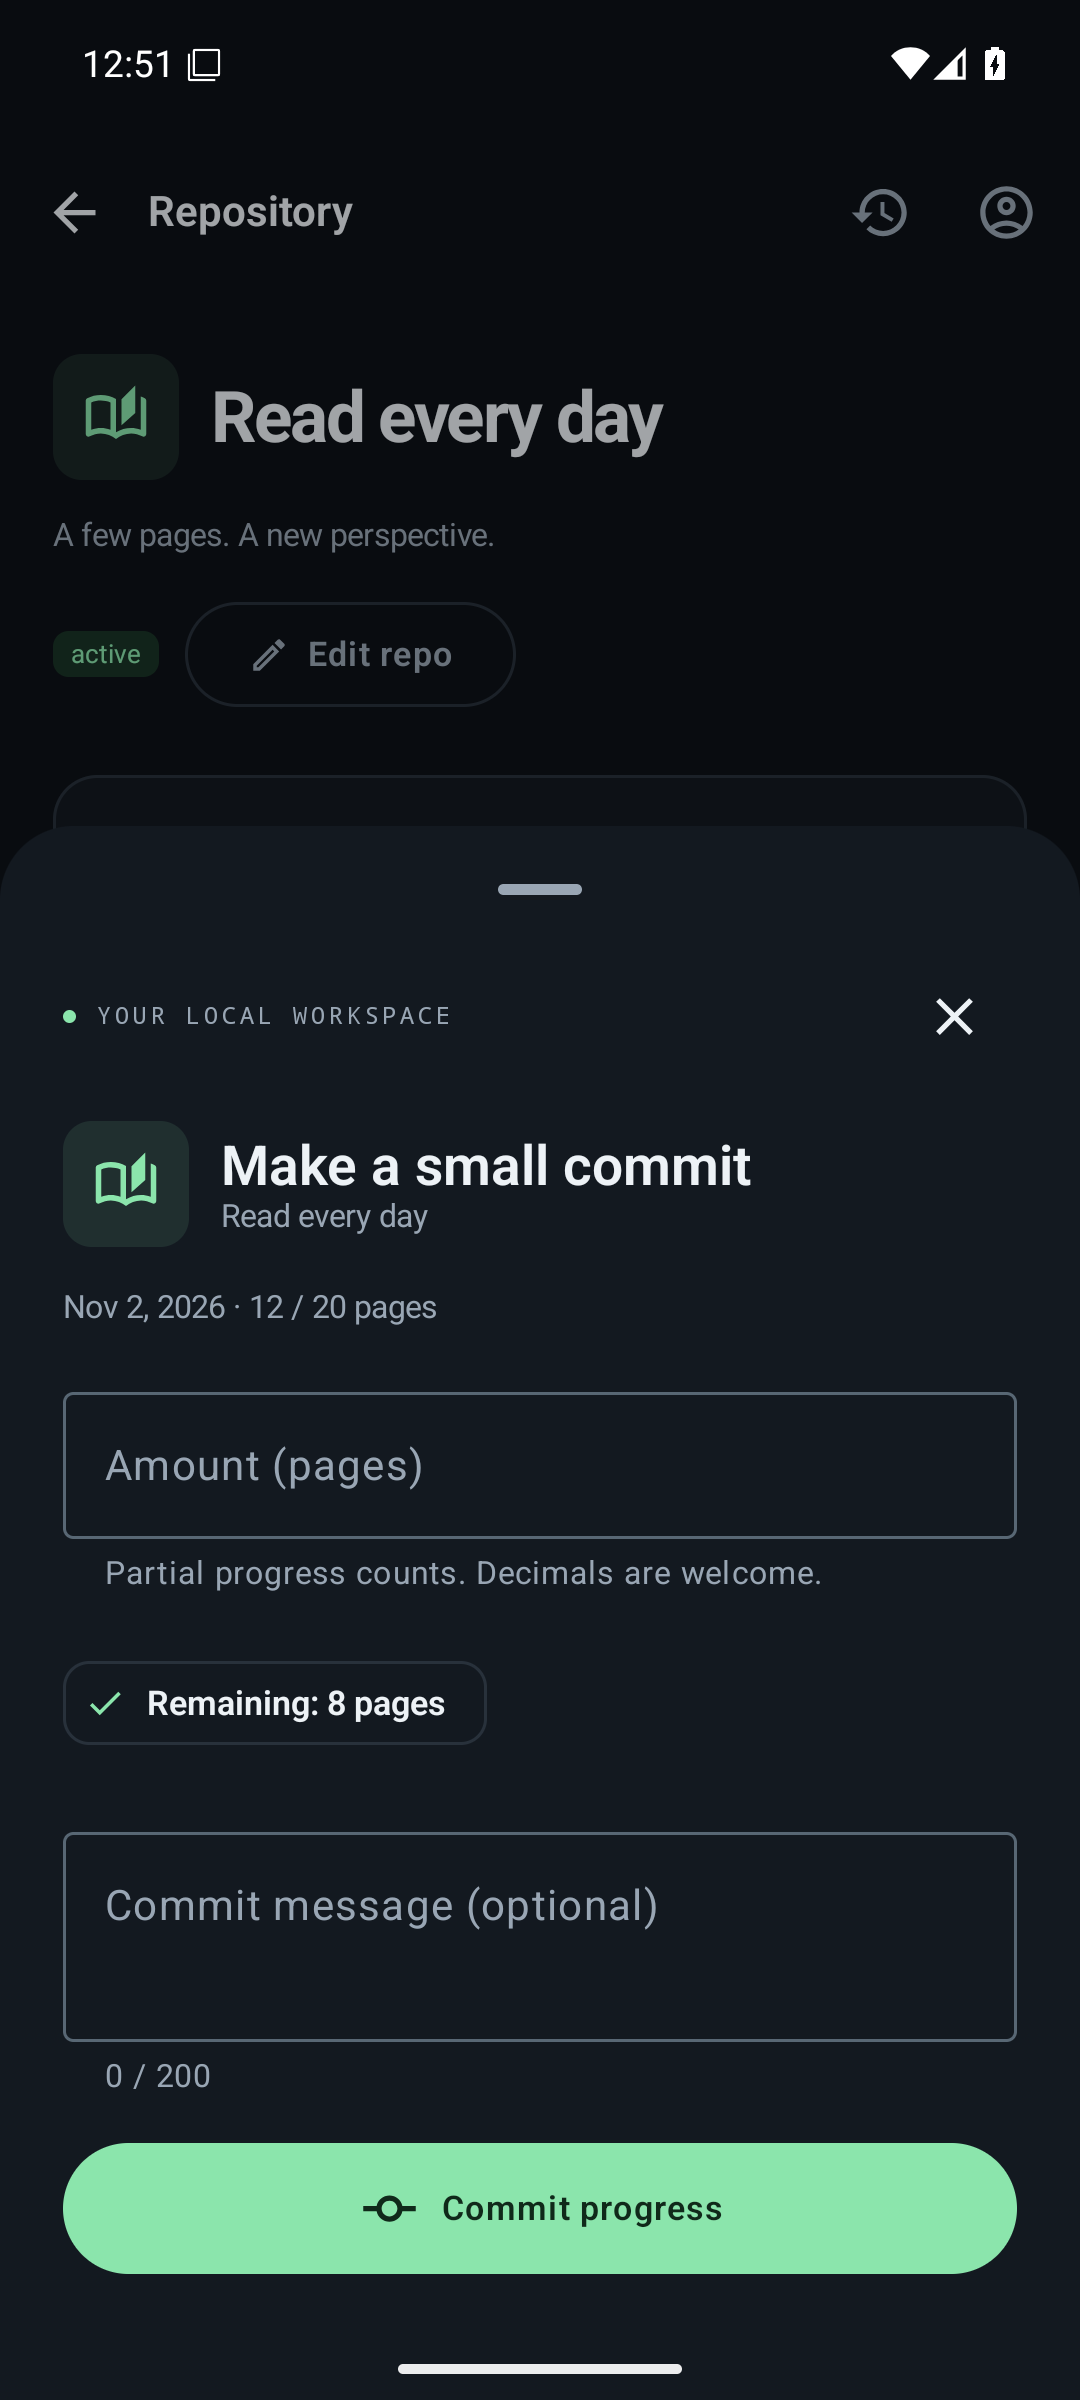 12:51
Repository
Read every day
A few pages. A new perspective.
active
Edit repo
YOUR LOCAL WORKSPACE
Make a small commit
Read every day
Nov 2, 2026 · 12 / 20 pages
Amount (pages)
Partial progress counts. Decimals are welcome.
Remaining: 8 pages
Commit message (optional)
0 / 200
Commit progress